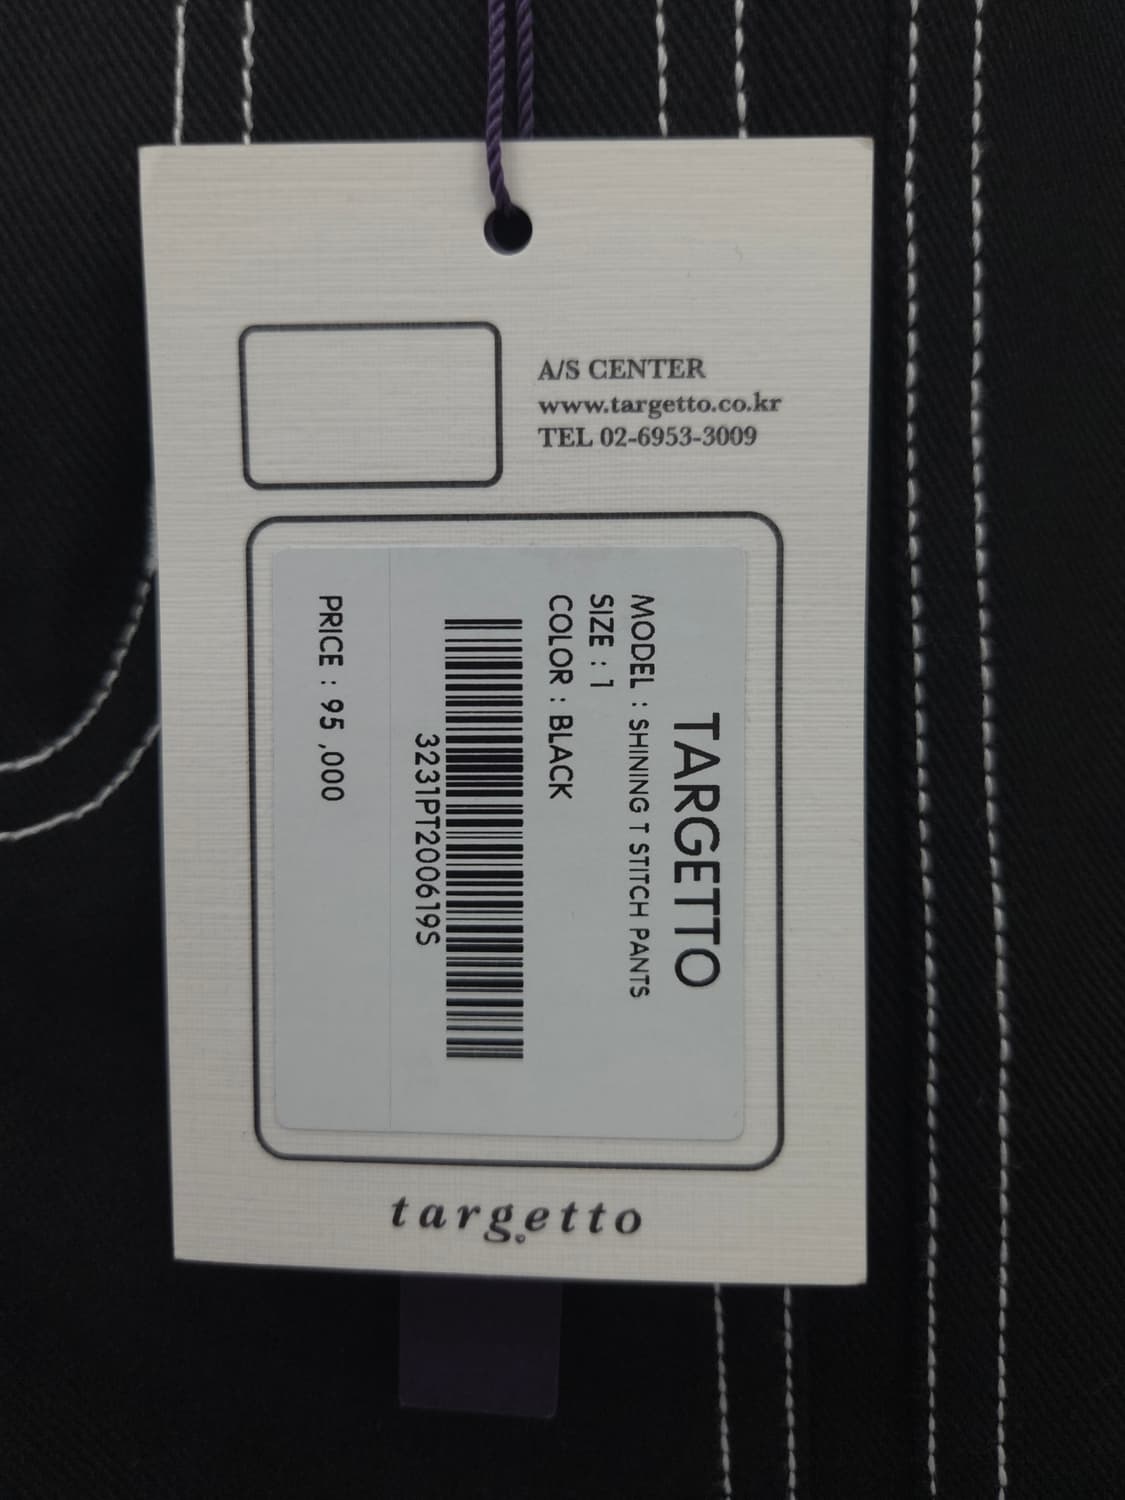 A/S CENTER
www.targetto.co.kr
TEL 02-6953-3009
TARGETTO
MODEL : SHINING T STITCH PANTS
SIZE : 1
COLOR : BLACK
3231PT200619S
PRICE : 95 ,000
targetto